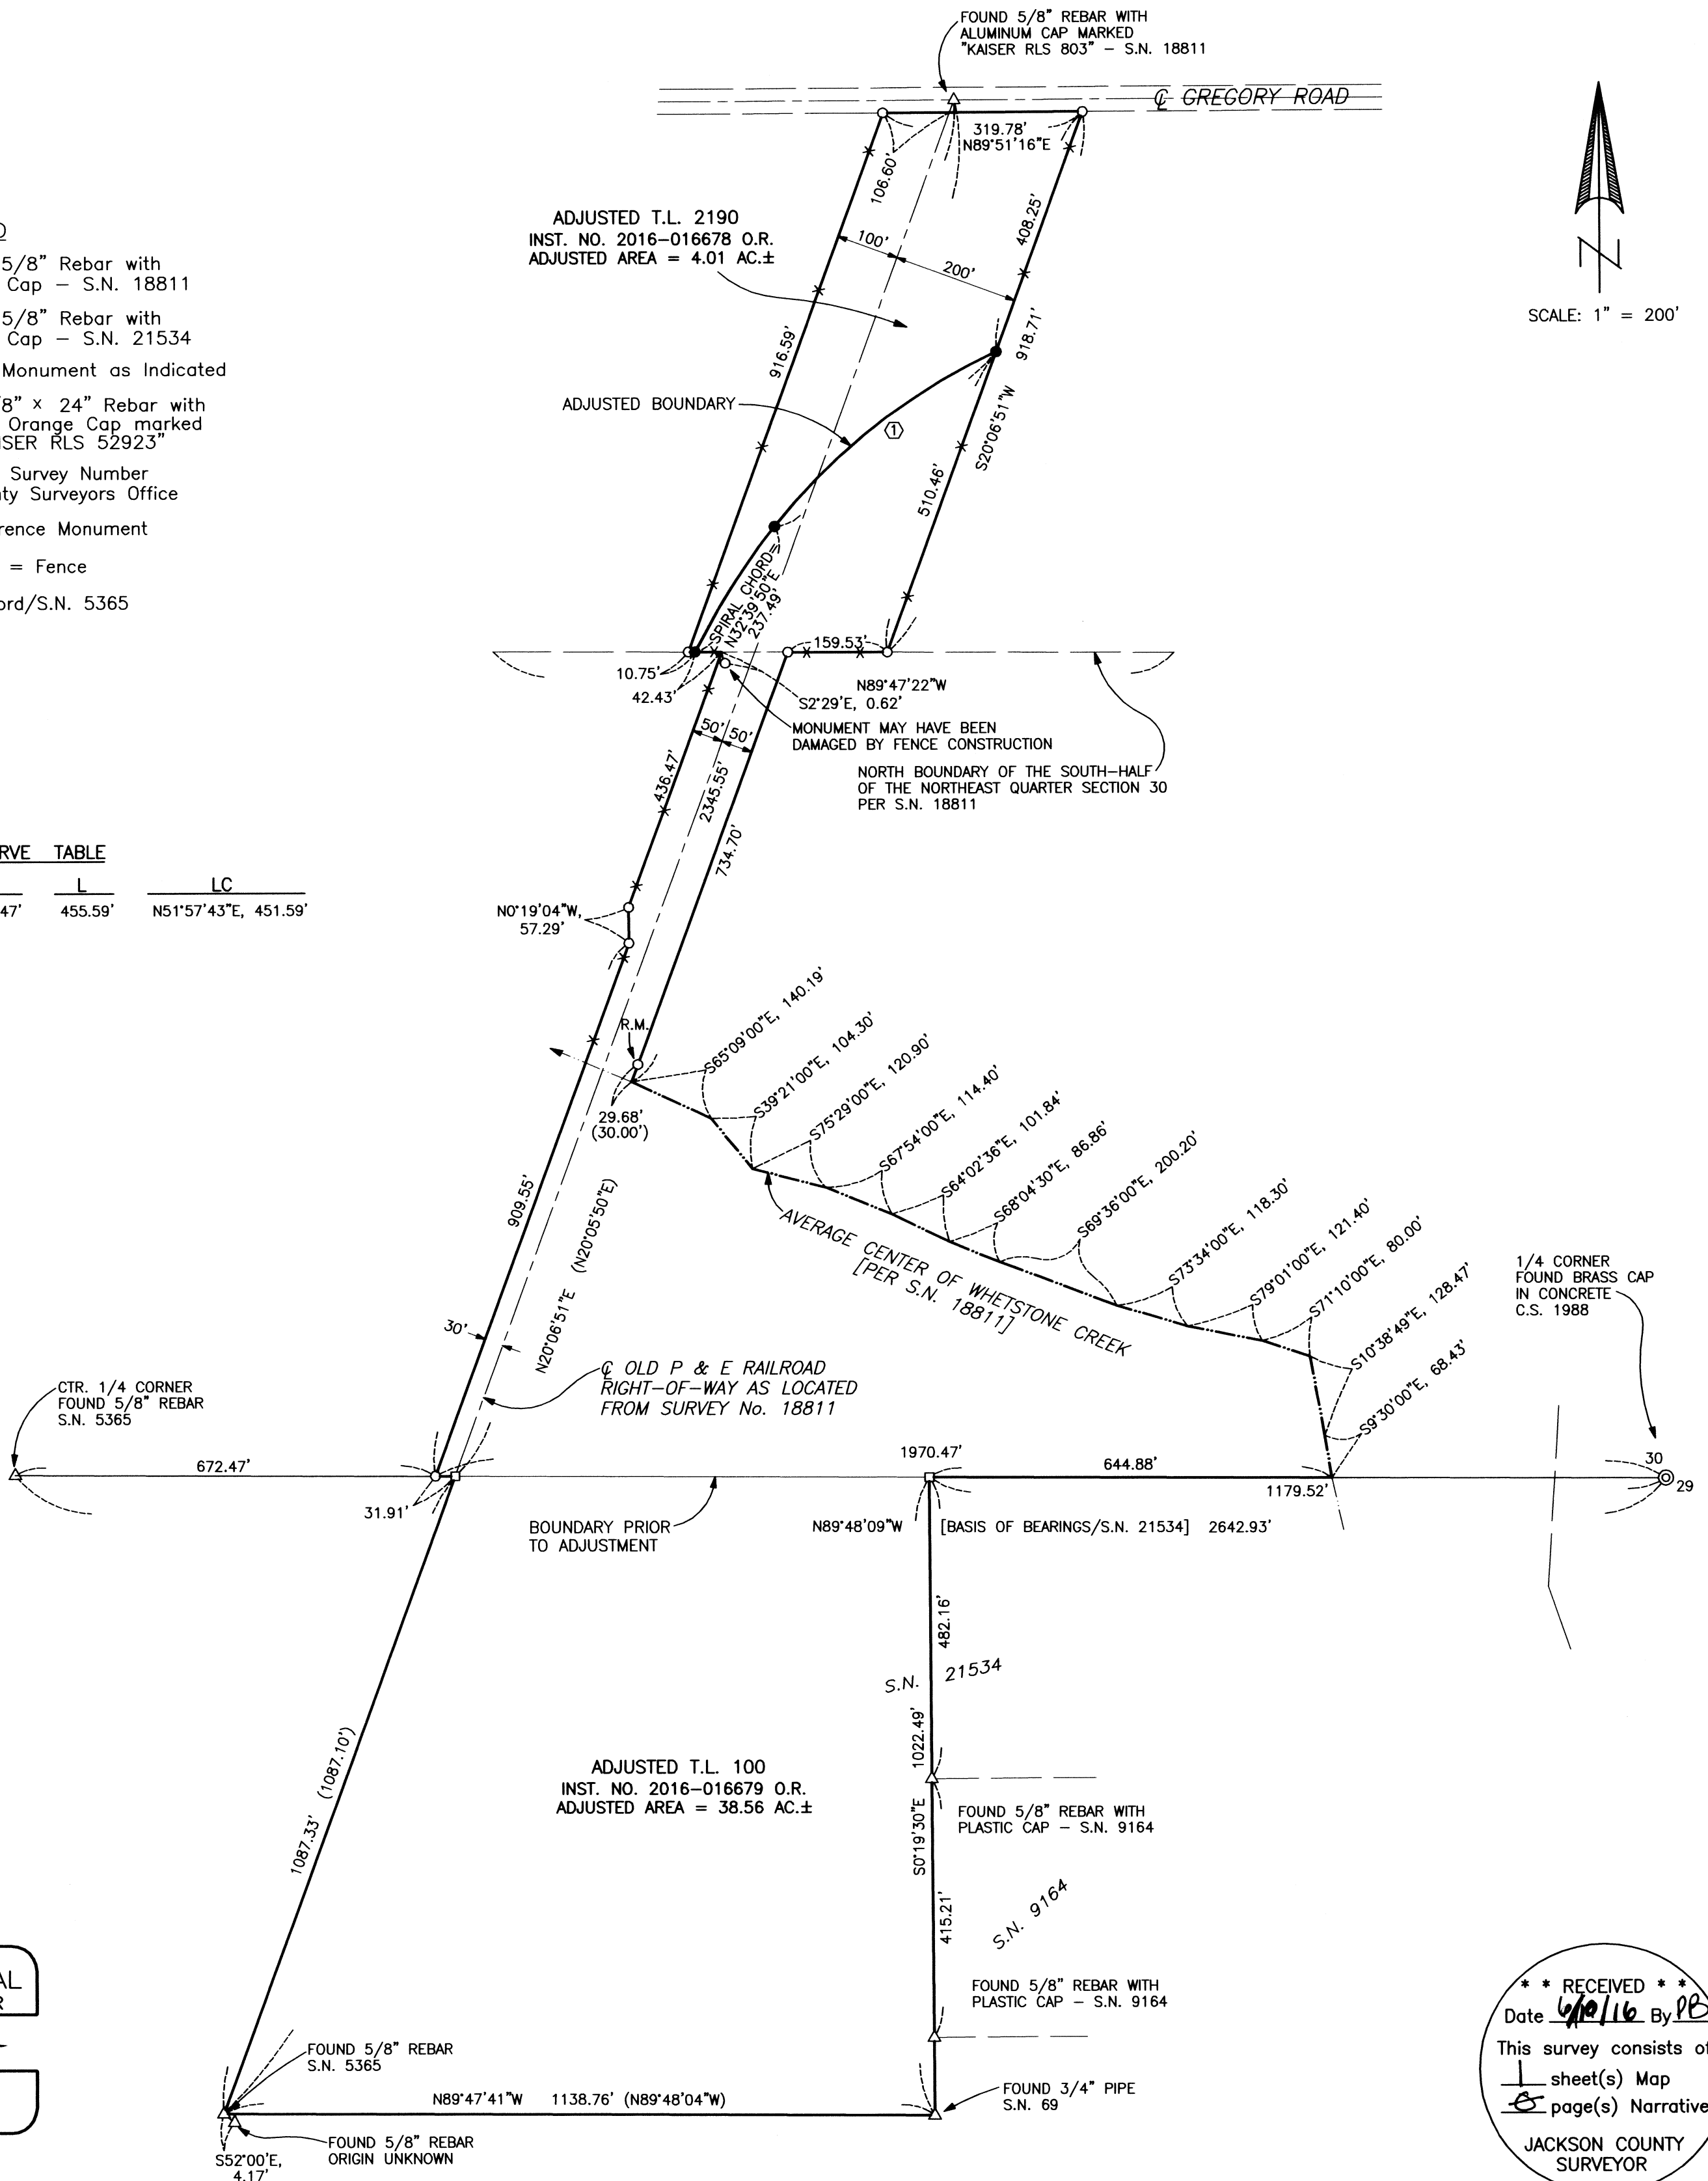 FOUND 5/8" REBAR WITH
ALUMINUM CAP MARKED
"KAISER RLS 803" – S.N. 18811
℄ GREGORY ROAD
319.78'
N89°51'16"E
106.60'
408.25'
ADJUSTED T.L. 2190
INST. NO. 2016–016678 O.R.
ADJUSTED AREA = 4.01 AC.±
100'
200'
N
SCALE: 1" = 200'
5/8" Rebar with
Cap – S.N. 18811
5/8" Rebar with
Cap – S.N. 21534
Monument as Indicated
/8" x 24" Rebar with
Orange Cap marked
ISER RLS 52923"
Survey Number
nty Surveyors Office
rence Monument
= Fence
ord/S.N. 5365
916.59'
918.71'
S20°06'51"W
ADJUSTED BOUNDARY
1
510.46'
SPIRAL CHORD=
N32°39'50"E
237.49'
159.53'
10.75'
42.43'
N89°47'22"W
S2°29'E, 0.62'
MONUMENT MAY HAVE BEEN
DAMAGED BY FENCE CONSTRUCTION
50'
50'
NORTH BOUNDARY OF THE SOUTH–HALF
OF THE NORTHEAST QUARTER SECTION 30
PER S.N. 18811
436.47'
2345.55'
734.70'
RVE TABLE
L
LC
47'
455.59'
N51°57'43"E, 451.59'
N0°19'04"W,
57.29'
R.M.
29.68'
(30.00')
S65°09'00"E, 140.19'
S39°21'00"E, 104.30'
S75°29'00"E, 120.90'
S67°54'00"E, 114.40'
S64°02'36"E, 101.84'
S68°04'30"E, 86.86'
S69°36'00"E, 200.20'
S73°34'00"E, 118.30'
S79°01'00"E, 121.40'
S71°10'00"E, 80.00'
S10°38'49"E, 128.47'
S9°30'00"E, 68.43'
AVERAGE CENTER OF WHETSTONE CREEK
[PER S.N. 18811]
909.55'
N20°06'51"E (N20°05'50"E)
30'
℄ OLD P & E RAILROAD
RIGHT–OF–WAY AS LOCATED
FROM SURVEY No. 18811
1/4 CORNER
FOUND BRASS CAP
IN CONCRETE
C.S. 1988
CTR. 1/4 CORNER
FOUND 5/8" REBAR
S.N. 5365
672.47'
1970.47'
644.88'
30
29
31.91'
1179.52'
BOUNDARY PRIOR
TO ADJUSTMENT
N89°48'09"W [BASIS OF BEARINGS/S.N. 21534] 2642.93'
482.16'
S.N. 21534
1022.49'
S0°19'30"E
1087.33' (1087.10')
ADJUSTED T.L. 100
INST. NO. 2016–016679 O.R.
ADJUSTED AREA = 38.56 AC.±
FOUND 5/8" REBAR WITH
PLASTIC CAP – S.N. 9164
S.N. 9164
415.21'
FOUND 5/8" REBAR WITH
PLASTIC CAP – S.N. 9164
AL
R
FOUND 5/8" REBAR
S.N. 5365
N89°47'41"W 1138.76' (N89°48'04"W)
FOUND 3/4" PIPE
S.N. 69
FOUND 5/8" REBAR
ORIGIN UNKNOWN
S52°00'E,
4.17'
* * RECEIVED * *
Date By PB
This survey consists of
1 sheet(s) Map
page(s) Narrative
JACKSON COUNTY
SURVEYOR